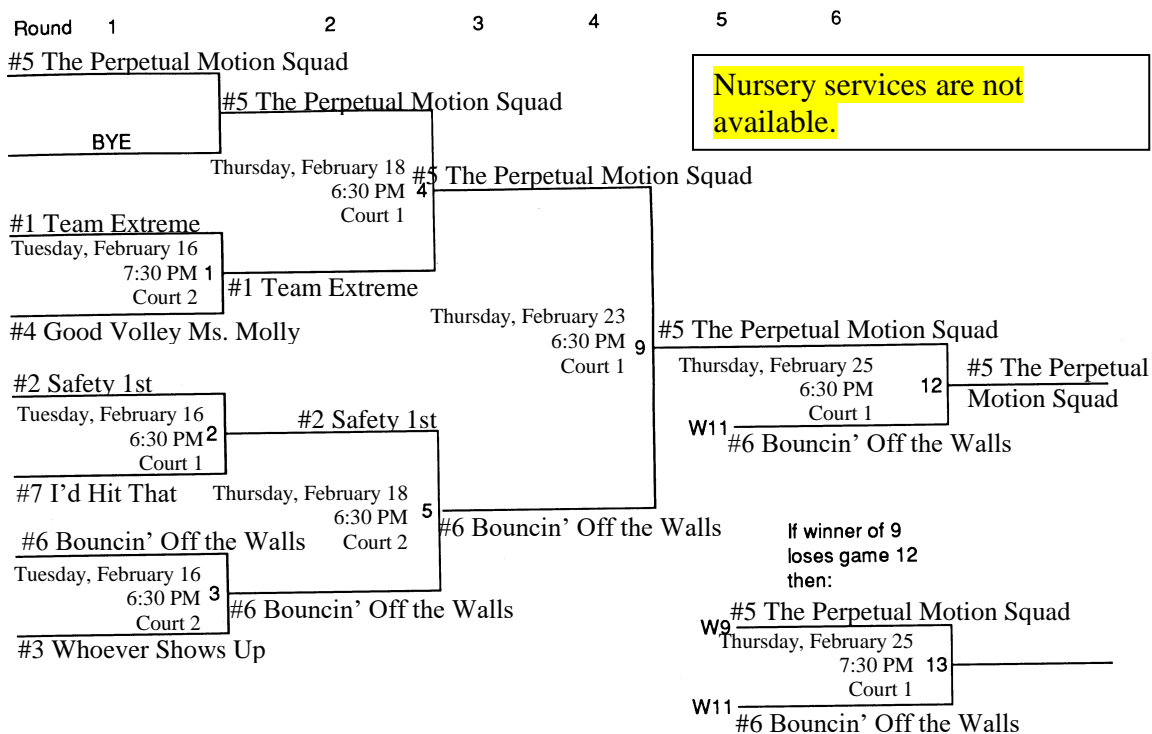 Round 1 2 3 4 5 6
#5 The Perpetual Motion Squad
BYE
#5 The Perpetual Motion Squad
Nursery services are not
available.
Thursday, February 18
6:30 PM 4
Court 1
#5 The Perpetual Motion Squad
#1 Team Extreme
Tuesday, February 16
7:30 PM 1
Court 2
#4 Good Volley Ms. Molly
#1 Team Extreme
Thursday, February 23
6:30 PM 9
Court 1
#5 The Perpetual Motion Squad
Thursday, February 25
6:30 PM 12
Court 1
W11
#6 Bouncin' Off the Walls
#5 The Perpetual
Motion Squad
#2 Safety 1st
Tuesday, February 16
6:30 PM 2
Court 1
#7 I'd Hit That
#2 Safety 1st
Thursday, February 18
6:30 PM 5
Court 2
#6 Bouncin' Off the Walls
#6 Bouncin' Off the Walls
Tuesday, February 16
6:30 PM 3
Court 2
#3 Whoever Shows Up
#6 Bouncin' Off the Walls
If winner of 9
loses game 12
then:
#5 The Perpetual Motion Squad
W9
Thursday, February 25
7:30 PM 13
Court 1
W11
#6 Bouncin' Off the Walls